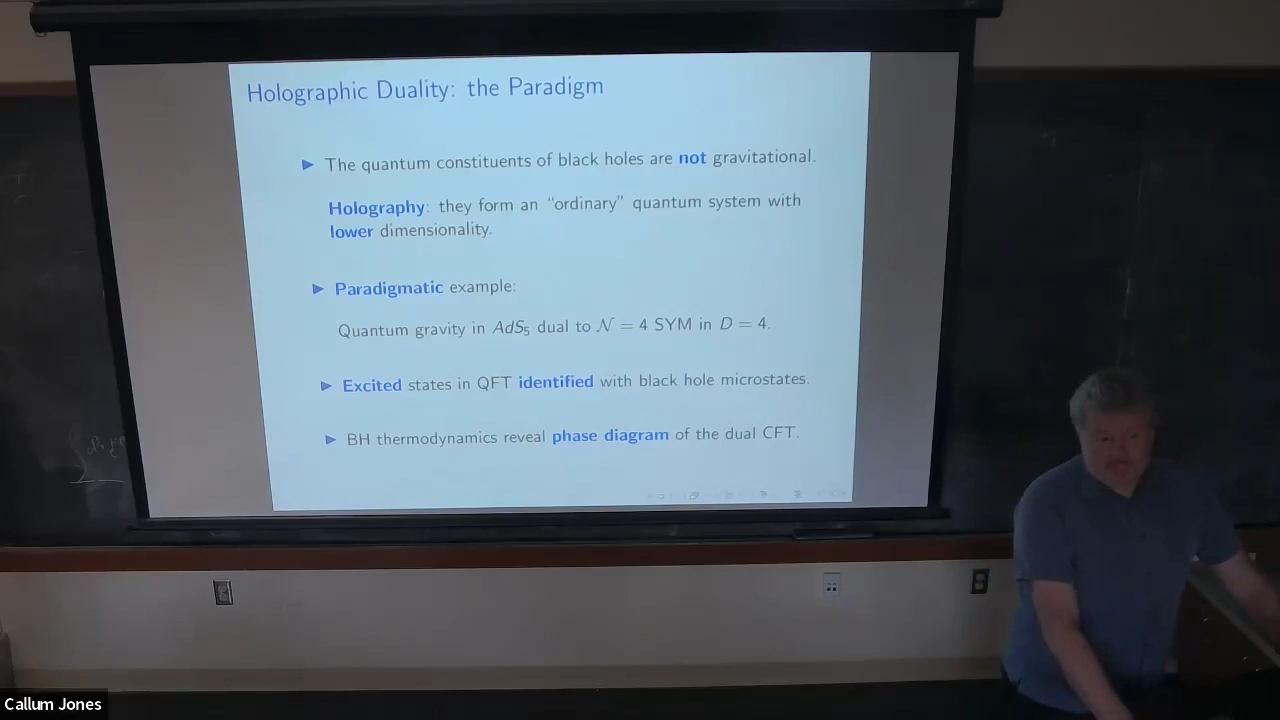 Holographic Duality: the Paradigm
The quantum constituents of black holes are not gravitational.
Holography: they form an “ordinary” quantum system with
lower dimensionality.
Paradigmatic example:
Quantum gravity in AdS₅ dual to 𝒩 = 4 SYM in D = 4.
Excited states in QFT identified with black hole microstates.
BH thermodynamics reveal phase diagram of the dual CFT.
Callum Jones